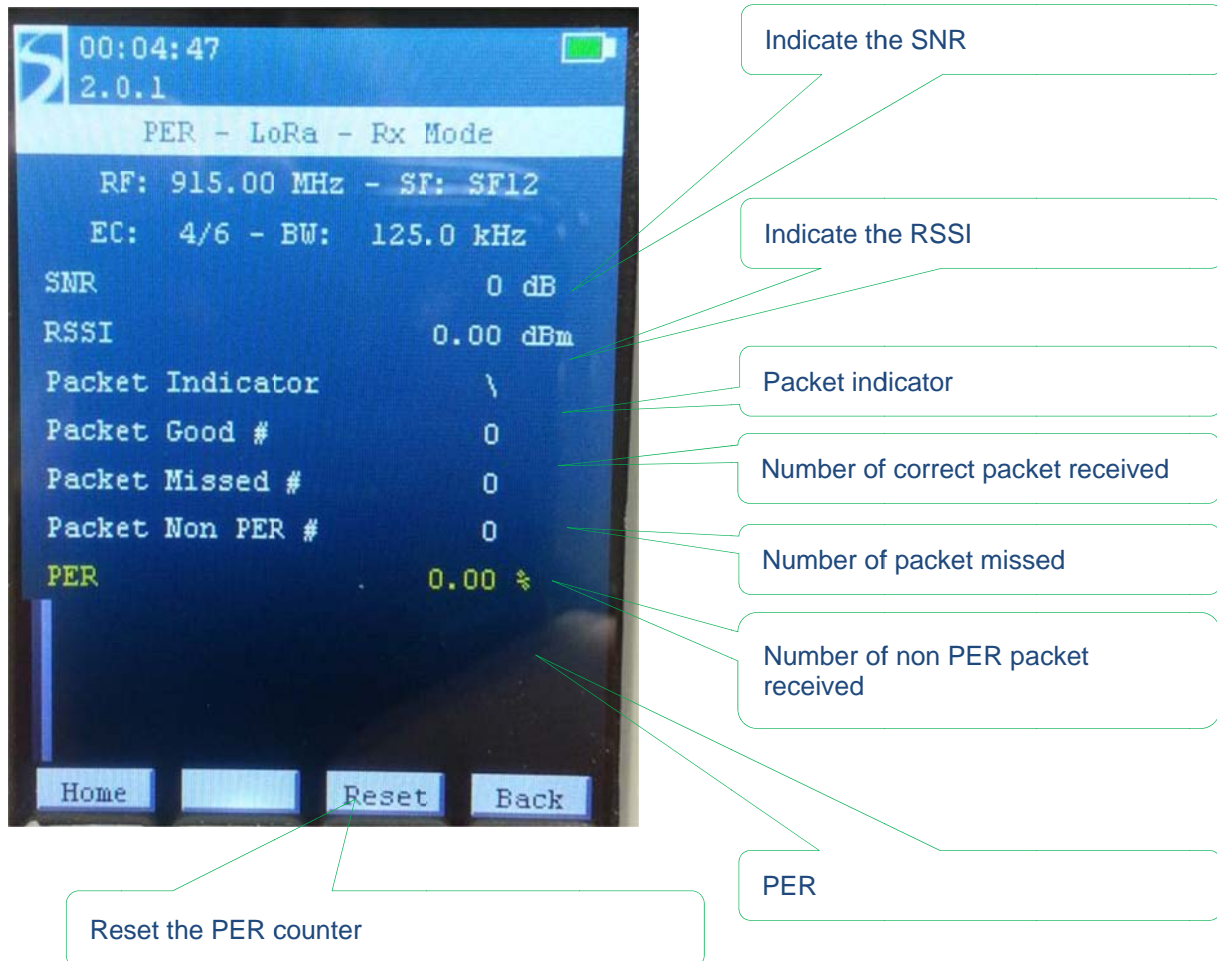 00:04:47
2.0.1
PER - LoRa - Rx Mode
RF: 915.00 MHz - SF: SF12
EC: 4/6 - BW: 125.0 kHz
SNR 0 dB
RSSI 0.00 dBm
Packet Indicator \
Packet Good # 0
Packet Missed # 0
Packet Non PER # 0
PER 0.00 %
Home Reset Back
Indicate the SNR
Indicate the RSSI
Packet indicator
Number of correct packet received
Number of packet missed
Number of non PER packet
received
PER
Reset the PER counter